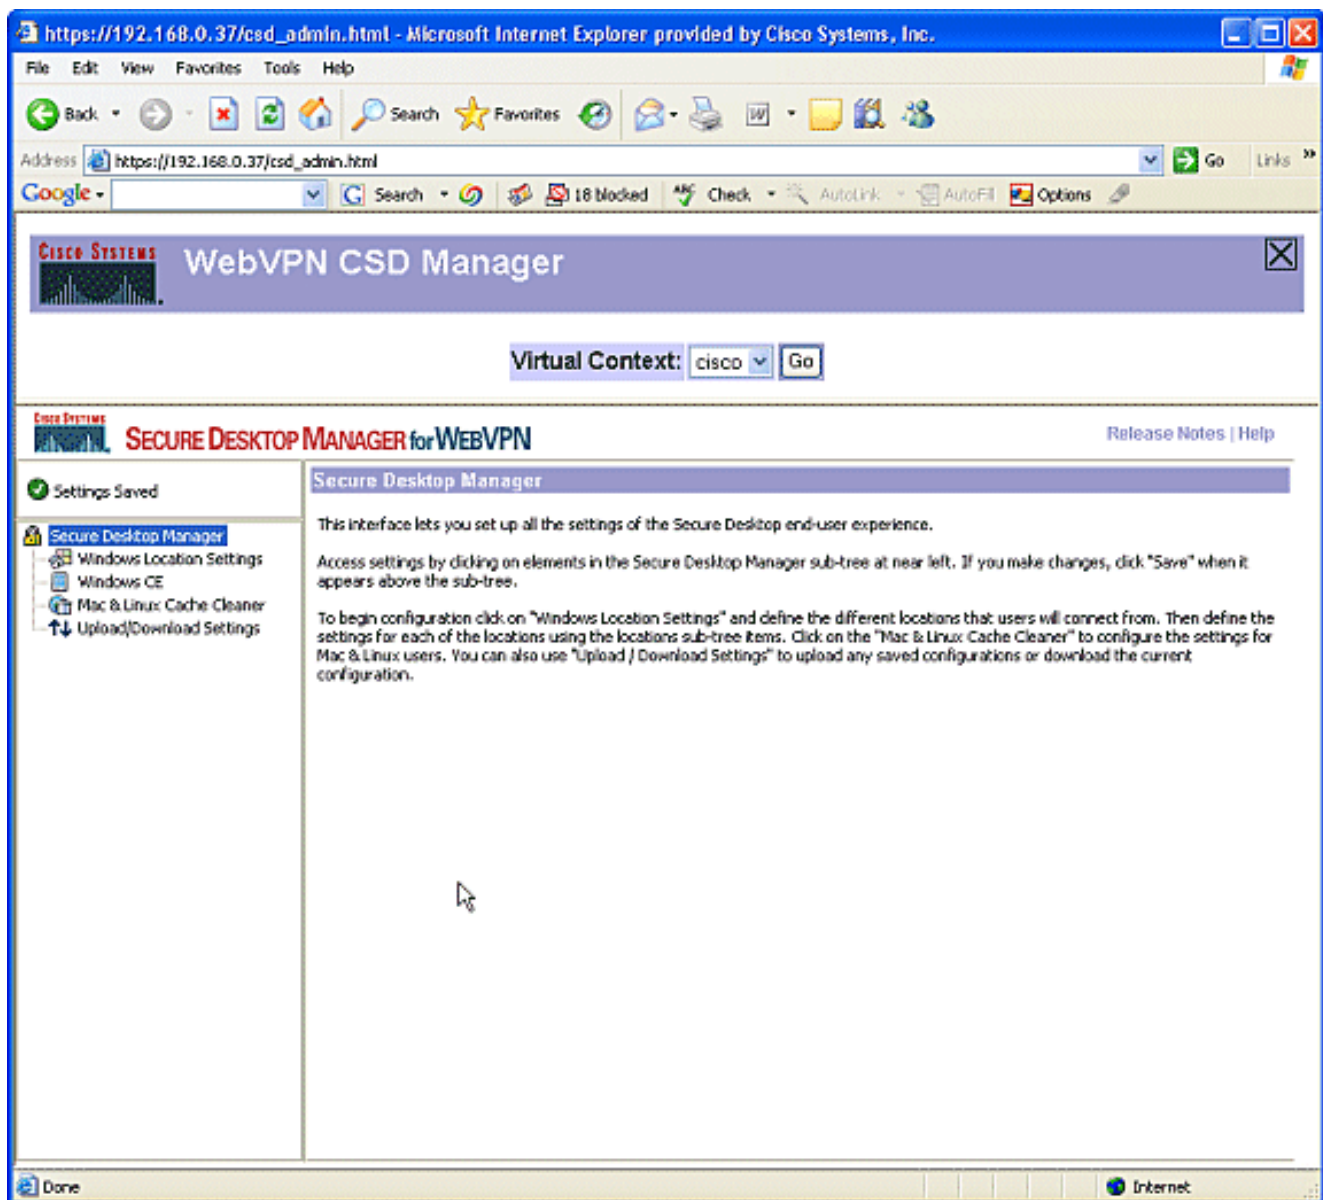 https://192.168.0.37/csd_admin.html - Microsoft Internet Explorer provided by Cisco Systems, Inc.
File Edit View Favorites Tools Help
Back Search Favorites W
Address https://192.168.0.37/csd_admin.html Go Links »
Google G Search 18 blocked ABC Check AutoLink AutoFill Options
CISCO SYSTEMS WebVPN CSD Manager
Virtual Context: cisco Go
CISCO SYSTEMS SECURE DESKTOP MANAGER for WEBVPN Release Notes | Help
Settings Saved
Secure Desktop Manager
Windows Location Settings
Windows CE
Mac & Linux Cache Cleaner
Upload/Download Settings
Secure Desktop Manager
This interface lets you set up all the settings of the Secure Desktop end-user experience.
Access settings by clicking on elements in the Secure Desktop Manager sub-tree at near left. If you make changes, click "Save" when it
appears above the sub-tree.
To begin configuration click on "Windows Location Settings" and define the different locations that users will connect from. Then define the
settings for each of the locations using the locations sub-tree items. Click on the "Mac & Linux Cache Cleaner" to configure the settings for
Mac & Linux users. You can also use "Upload / Download Settings" to upload any saved configurations or download the current
configuration.
Done Internet